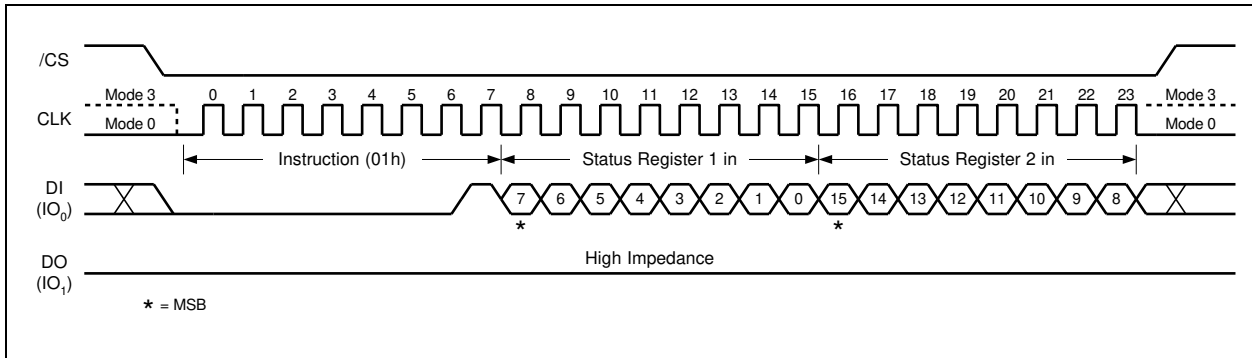 /CS
Mode 3 0 1 2 3 4 5 6 7 8 9 10 11 12 13 14 15 16 17 18 19 20 21 22 23 Mode 3
CLK Mode 0 Mode 0
Instruction (01h) Status Register 1 in Status Register 2 in
DI
(IO0) 7 6 5 4 3 2 1 0 15 14 13 12 11 10 9 8
* *
DO High Impedance
(IO1)
* = MSB